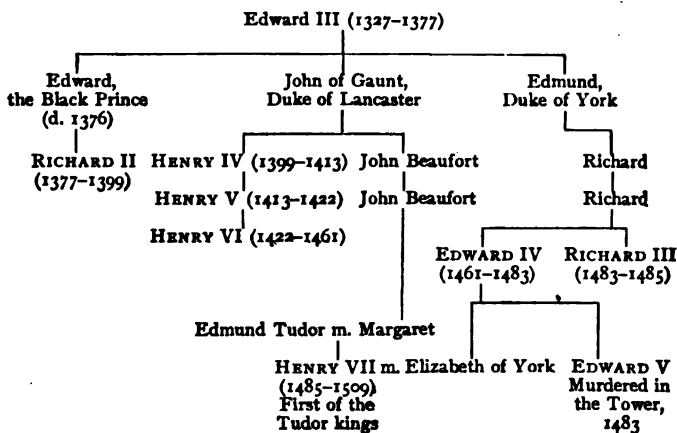 Edward III (1327–1377)
Edward, John of Gaunt, Edmund,
the Black Prince Duke of Lancaster Duke of York
(d. 1376)
RICHARD II HENRY IV (1399–1413) John Beaufort Richard
(1377–1399)
HENRY V (1413–1422) John Beaufort Richard
HENRY VI (1422–1461)
EDWARD IV RICHARD III
(1461–1483) (1483–1485)
Edmund Tudor m. Margaret
HENRY VII m. Elizabeth of York EDWARD V
(1485–1509) Murdered in
First of the the Tower,
Tudor kings 1483